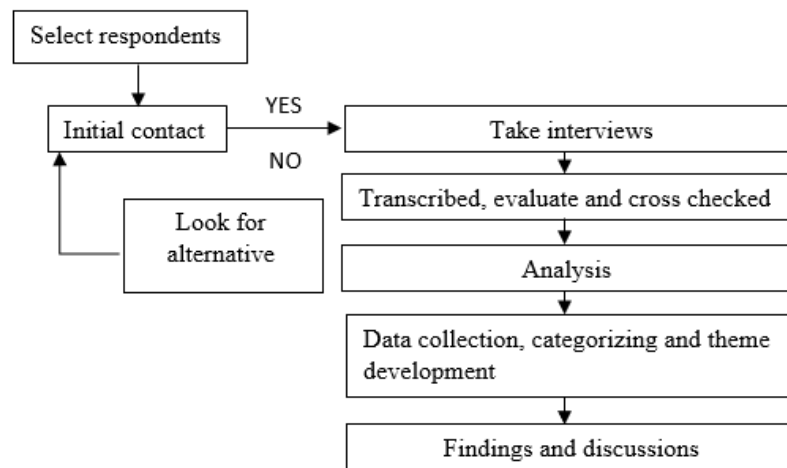 Select respondents
YES
Initial contact
Take interviews
NO
Transcribed, evaluate and cross checked
Look for
alternative
Analysis
Data collection, categorizing and theme
development
Findings and discussions